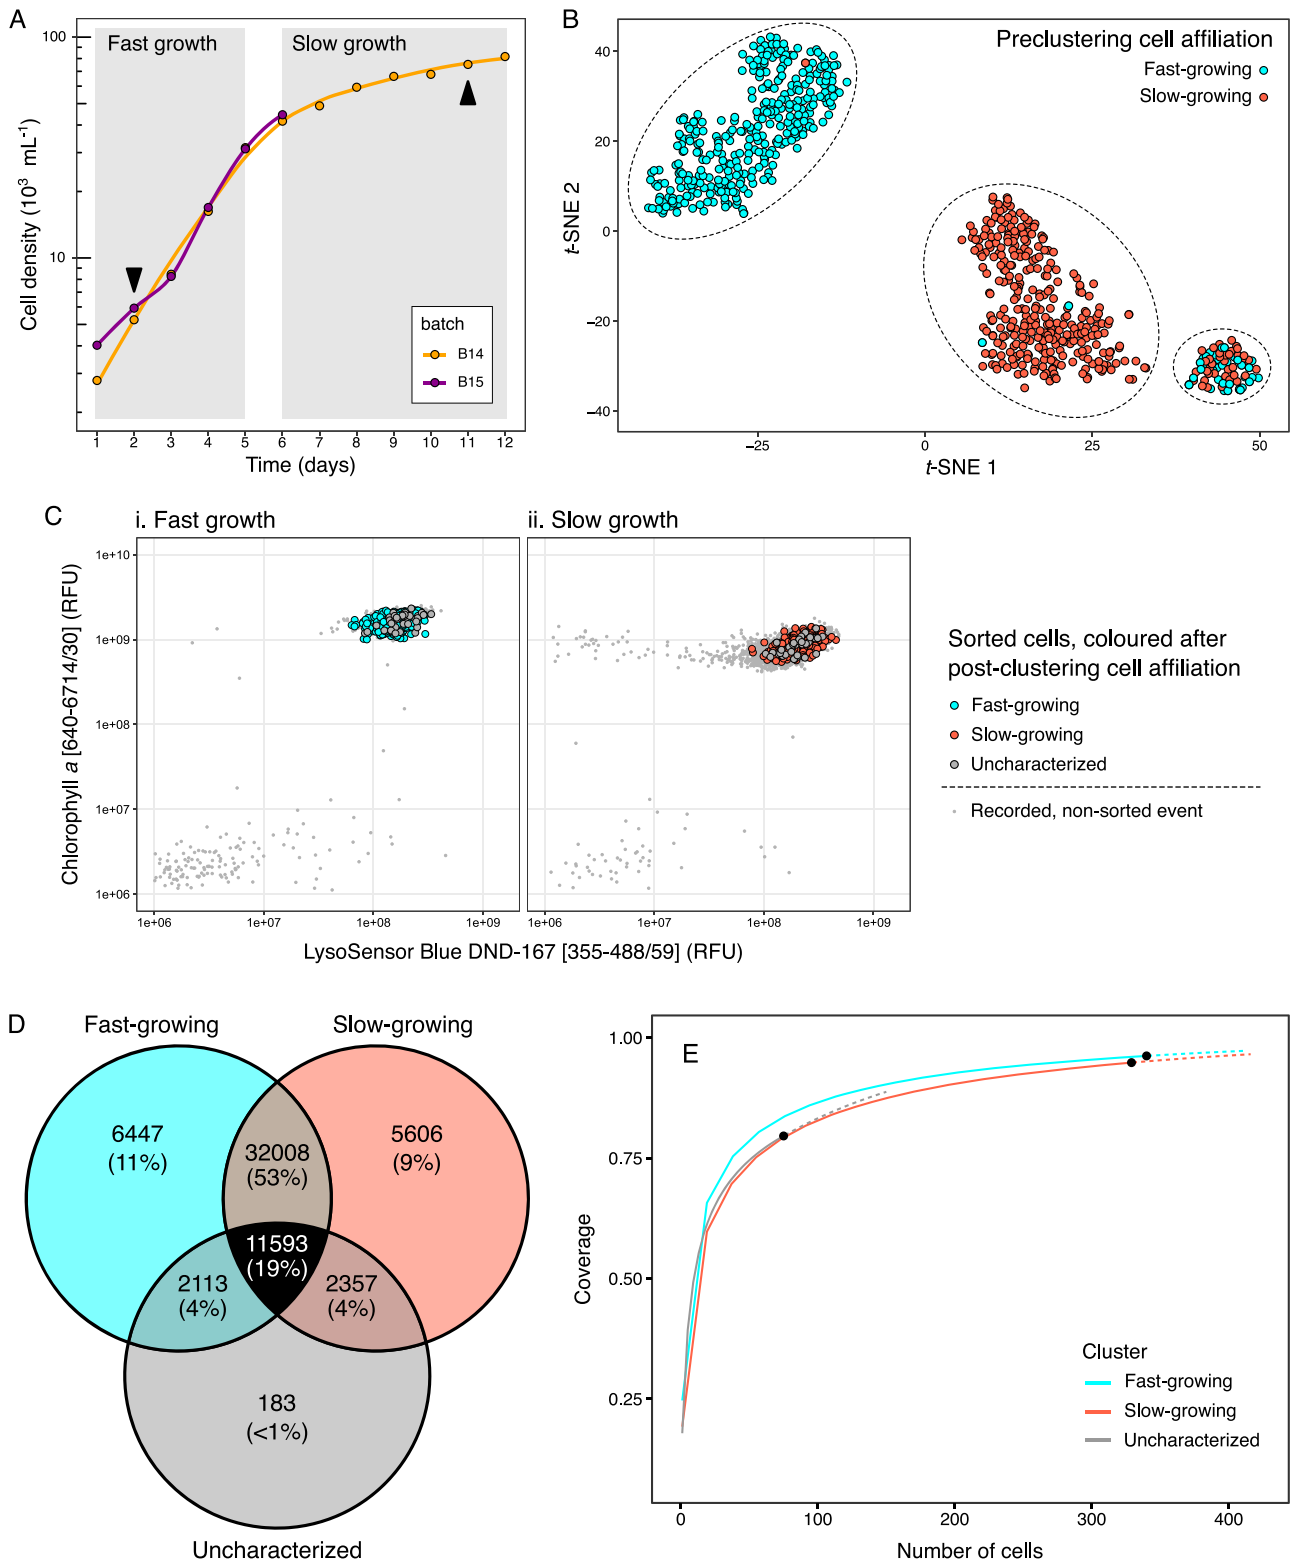 A
Fast growth
Slow growth
100
10
Cell density (10³ mL⁻¹)
batch
B14
B15
1 2 3 4 5 6 7 8 9 10 11 12
Time (days)
B
Preclustering cell affiliation
Fast-growing
Slow-growing
40
20
0
−20
−40
t-SNE 2
−25 0 25 50
t-SNE 1
C
i. Fast growth
ii. Slow growth
1e+10
1e+09
1e+08
1e+07
1e+06
Chlorophyll a [640-6714/30] (RFU)
1e+06 1e+07 1e+08 1e+09
1e+06 1e+07 1e+08 1e+09
LysoSensor Blue DND-167 [355-488/59] (RFU)
Sorted cells, coloured after
post-clustering cell affiliation
Fast-growing
Slow-growing
Uncharacterized
Recorded, non-sorted event
D
Fast-growing
Slow-growing
6447
(11%)
32008
(53%)
5606
(9%)
11593
(19%)
2113
(4%)
2357
(4%)
183
(<1%)
Uncharacterized
E
1.00
0.75
0.50
0.25
Coverage
Cluster
Fast-growing
Slow-growing
Uncharacterized
0 100 200 300 400
Number of cells